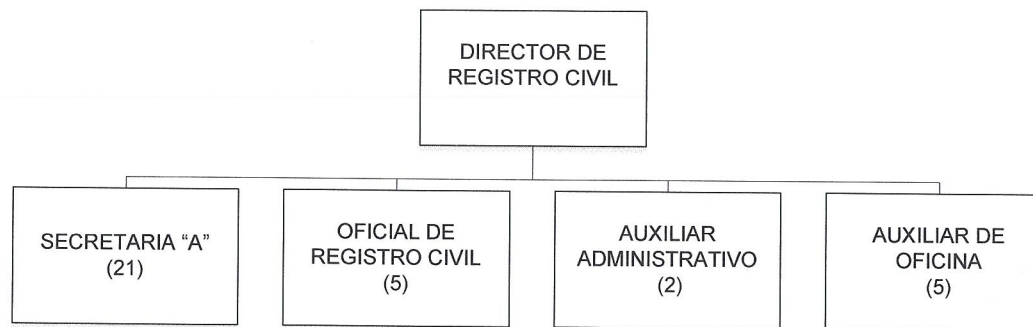 DIRECTOR DE
REGISTRO CIVIL
SECRETARIA “A”
(21)
OFICIAL DE
REGISTRO CIVIL
(5)
AUXILIAR
ADMINISTRATIVO
(2)
AUXILIAR DE
OFICINA
(5)